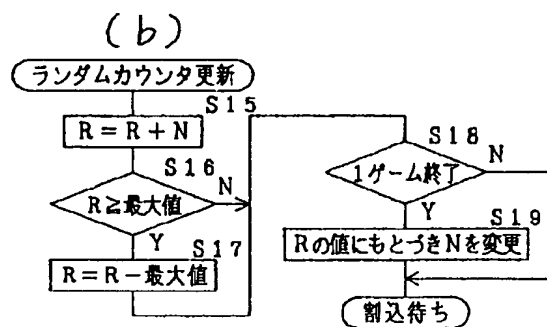 (b)
ランダムカウンタ更新
S15
R=R+N
S16
R≧最大値
N
Y
S17
R=R-最大値
S18
1ゲーム終了
N
Y
S19
Rの値にもとづきNを変更
割込待ち